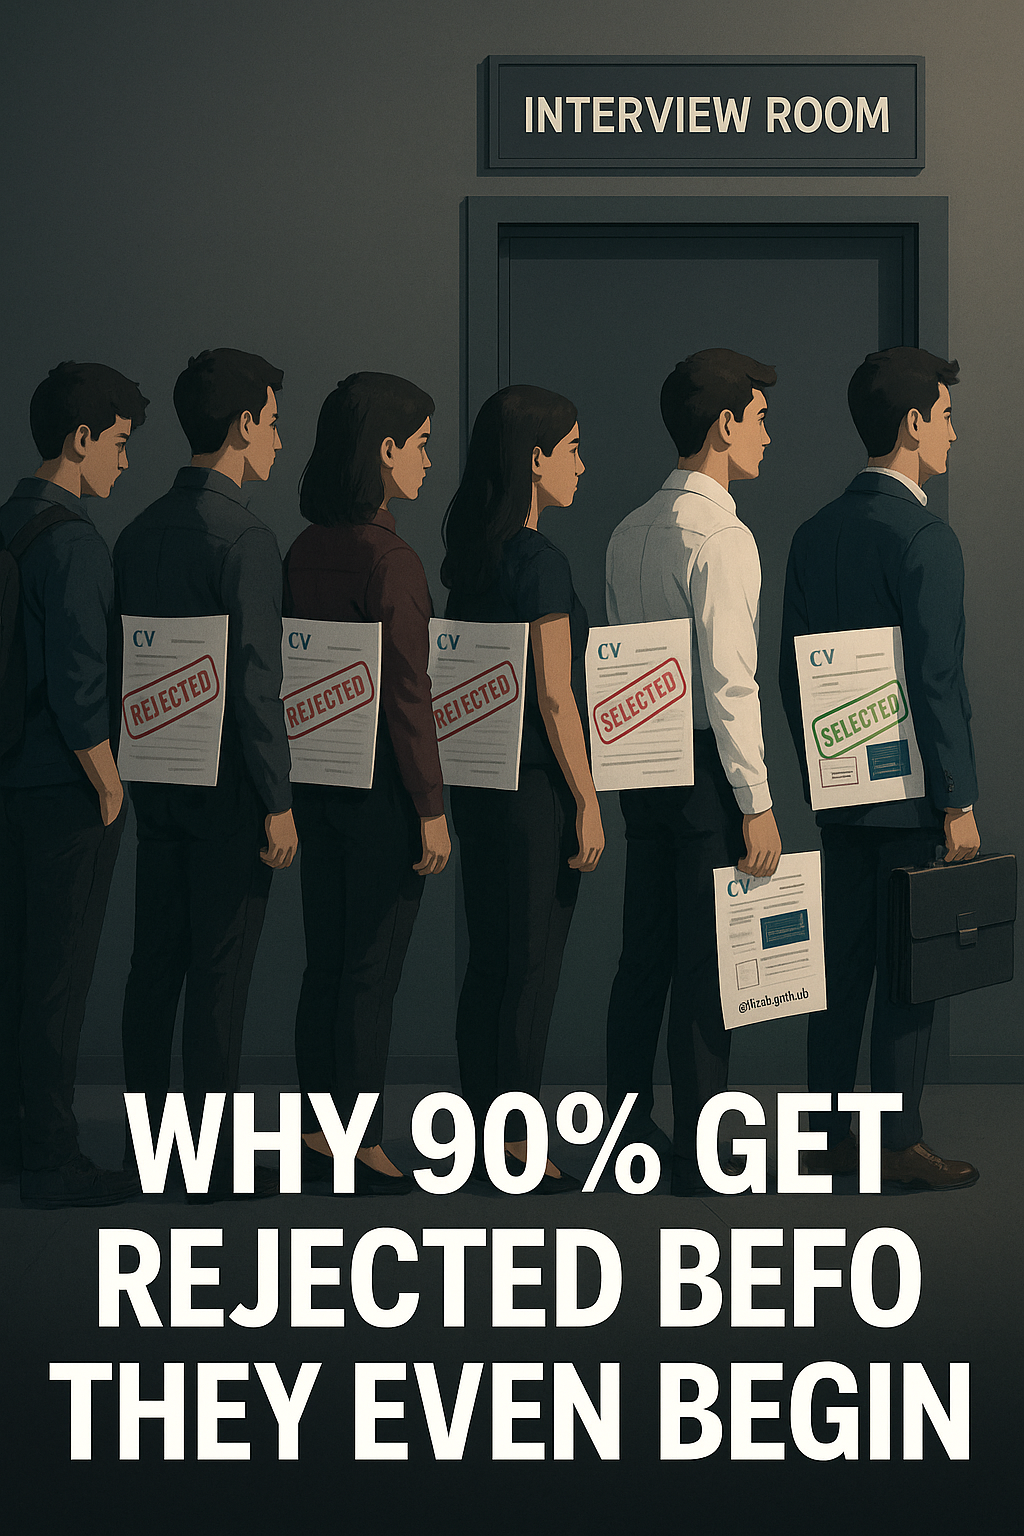 INTERVIEW ROOM
CV
REJECTED
CV
REJECTED
CV
REJECTED
CV
SELECTED
CV
SELECTED
CV
WHY 90% GET
REJECTED BEFO
THEY EVEN BEGIN